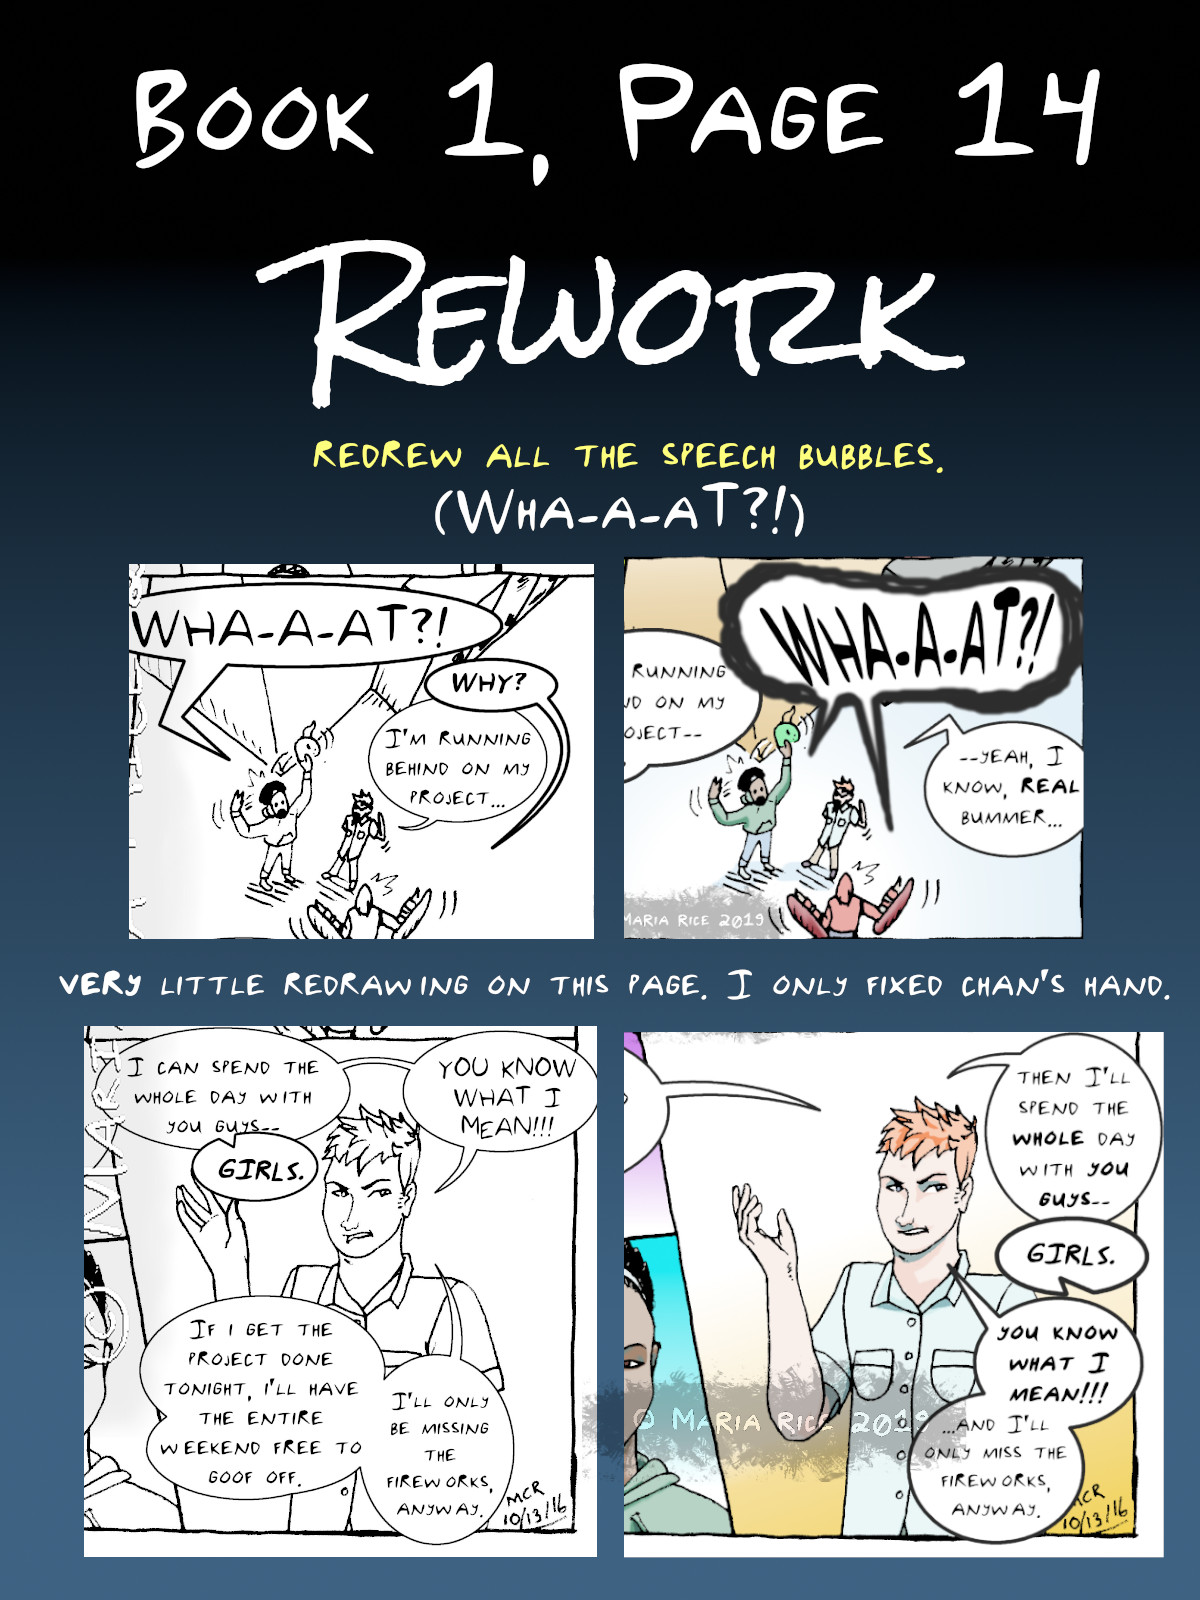 Book 1, Page 14
Rework
REDREW ALL THE SPEECH BUBBLES.
(WHA-A-AT?!)
WHA-A-AT?!
WHY?
I'M RUNNING
BEHIND ON MY
PROJECT...
RUNNING
ND ON MY
OJECT--
WHA-A-AT?!
--YEAH, I
KNOW, REAL
BUMMER...
MARIA RICE 2019
VERY LITTLE REDRAWING ON THIS PAGE. I ONLY FIXED CHAN'S HAND.
I CAN SPEND THE
WHOLE DAY WITH
YOU GUYS--
GIRLS.
YOU KNOW
WHAT I
MEAN!!!
IF I GET THE
PROJECT DONE
TONIGHT, I'LL HAVE
THE ENTIRE
WEEKEND FREE TO
GOOF OFF.
I'LL ONLY
BE MISSING
THE
FIREWORKS,
ANYWAY.
MCR
10/13/16
THEN I'LL
SPEND THE
WHOLE DAY
WITH YOU
GUYS--
GIRLS.
YOU KNOW
WHAT I
MEAN!!!
...AND I'LL
ONLY MISS THE
FIREWORKS,
ANYWAY.
© MARIA RICE 2019
MCR
10/13/16